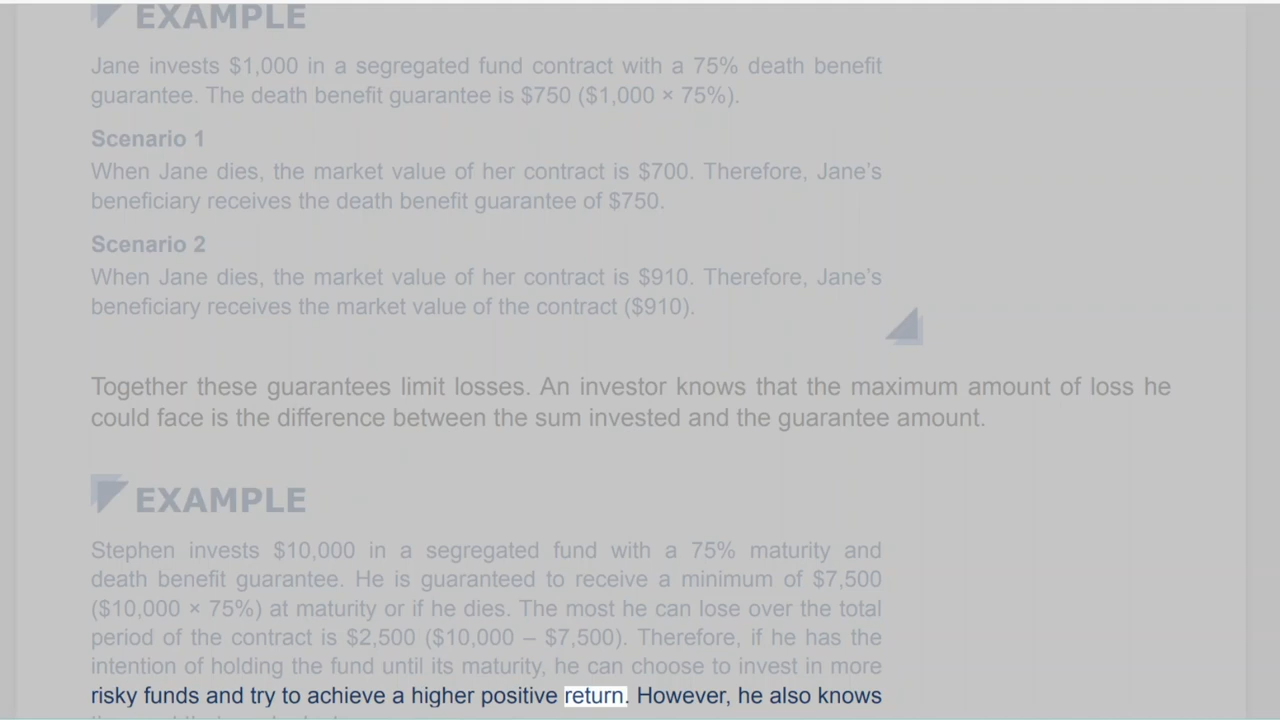 EXAMPLE
Jane invests $1,000 in a segregated fund contract with a 75% death benefit
guarantee. The death benefit guarantee is $750 ($1,000 × 75%).
Scenario 1
When Jane dies, the market value of her contract is $700. Therefore, Jane’s
beneficiary receives the death benefit guarantee of $750.
Scenario 2
When Jane dies, the market value of her contract is $910. Therefore, Jane’s
beneficiary receives the market value of the contract ($910).
Together these guarantees limit losses. An investor knows that the maximum amount of loss he
could face is the difference between the sum invested and the guarantee amount.
EXAMPLE
Stephen invests $10,000 in a segregated fund with a 75% maturity and
death benefit guarantee. He is guaranteed to receive a minimum of $7,500
($10,000 × 75%) at maturity or if he dies. The most he can lose over the total
period of the contract is $2,500 ($10,000 – $7,500). Therefore, if he has the
intention of holding the fund until its maturity, he can choose to invest in more
risky funds and try to achieve a higher positive return. However, he also knows